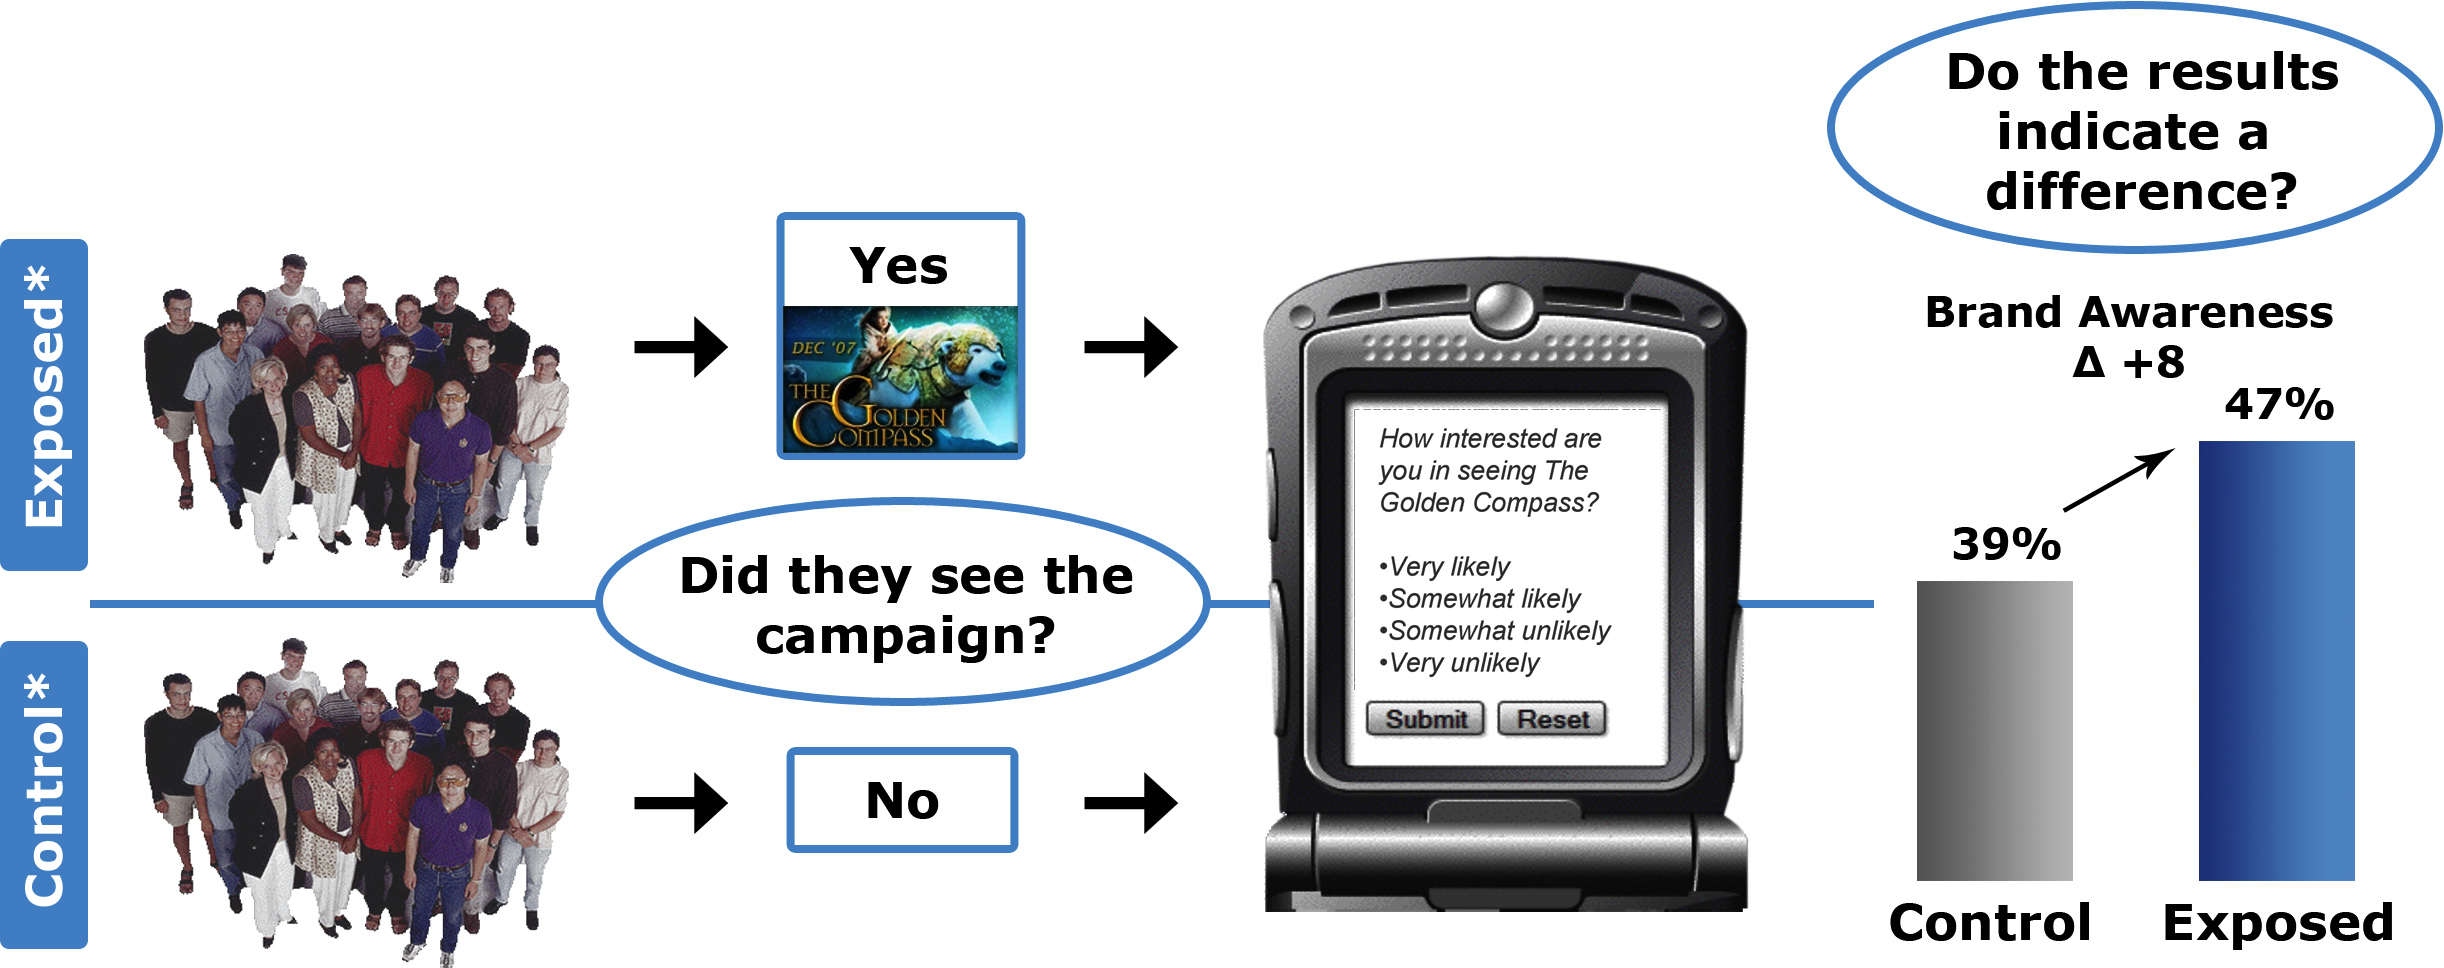 Do the results
indicate a
difference?
Exposed*
Yes
DEC '07
THE
GOLDEN
COMPASS
Did they see the
campaign?
Control*
No
How interested are
you in seeing The
Golden Compass?
•Very likely
•Somewhat likely
•Somewhat unlikely
•Very unlikely
Submit Reset
Brand Awareness
Δ +8
47%
39%
Control Exposed